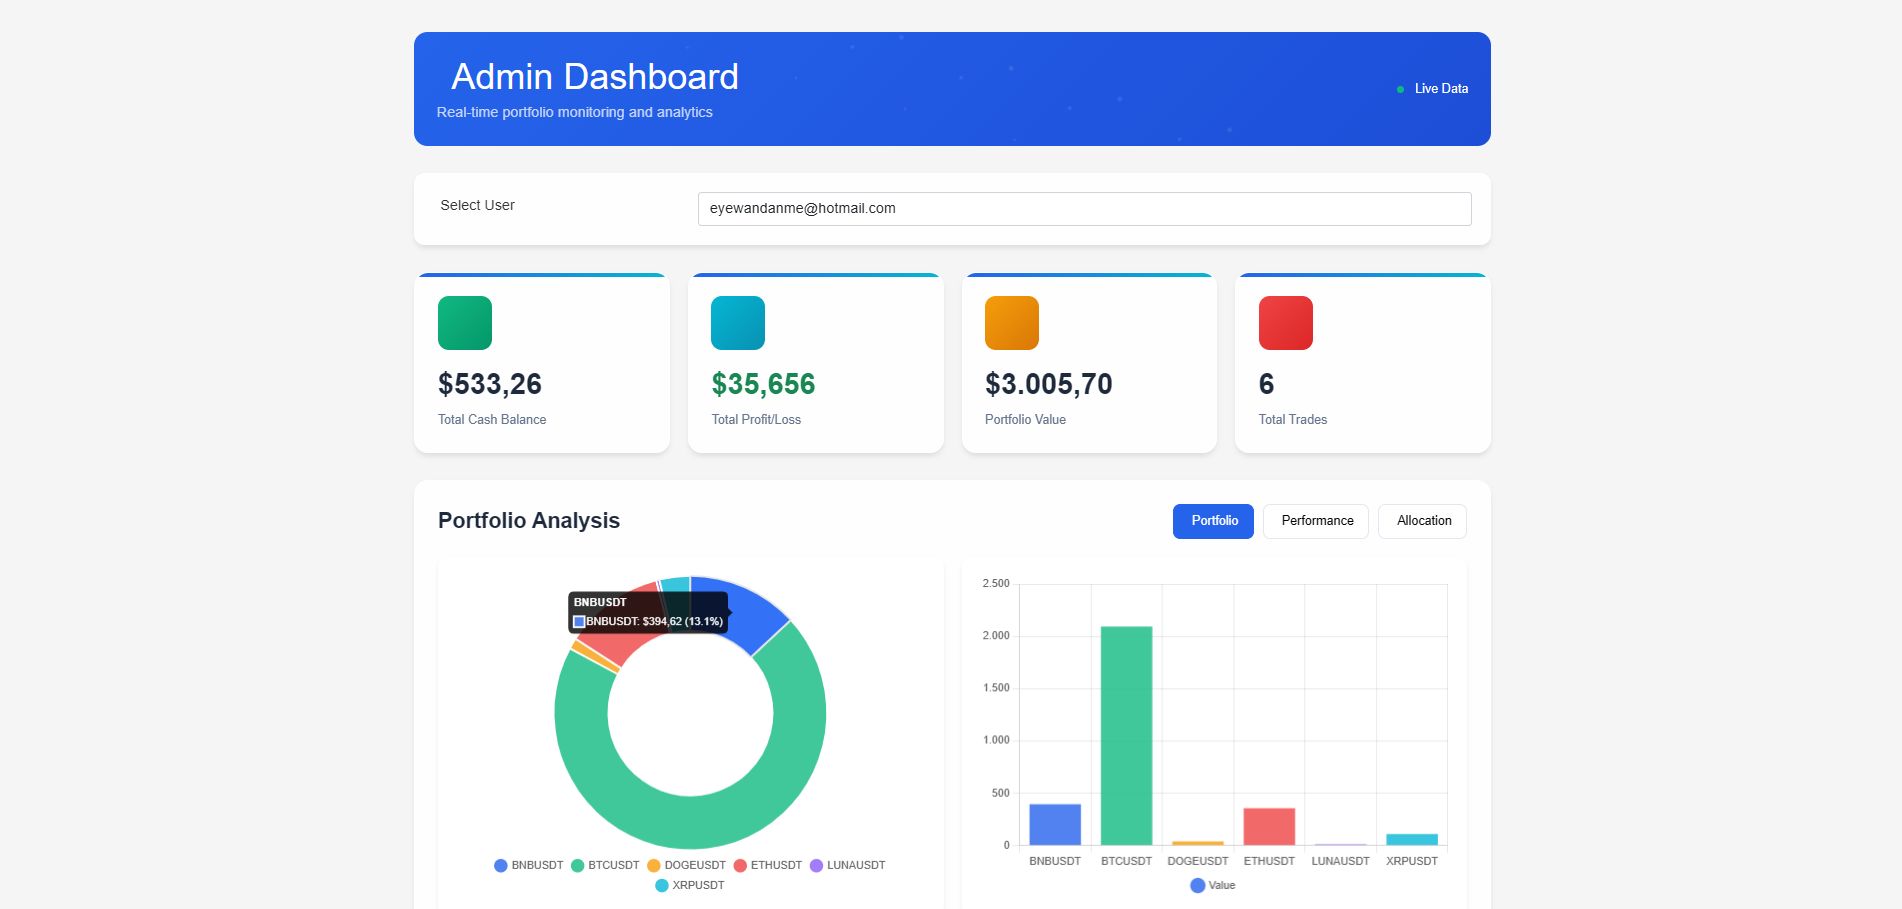 Admin Dashboard
Real-time portfolio monitoring and analytics
Live Data
Select User
eyewandanme@hotmail.com
$533,26
Total Cash Balance
$35,656
Total Profit/Loss
$3.005,70
Portfolio Value
6
Total Trades
Portfolio Analysis
Portfolio
Performance
Allocation
BNBUSDT
BNBUSDT: $394,62 (13.1%)
BNBUSDT BTCUSDT DOGEUSDT ETHUSDT LUNAUSDT
XRPUSDT
2.500
2.000
1.500
1.000
500
0
BNBUSDT BTCUSDT DOGEUSDT ETHUSDT LUNAUSDT XRPUSDT
Value